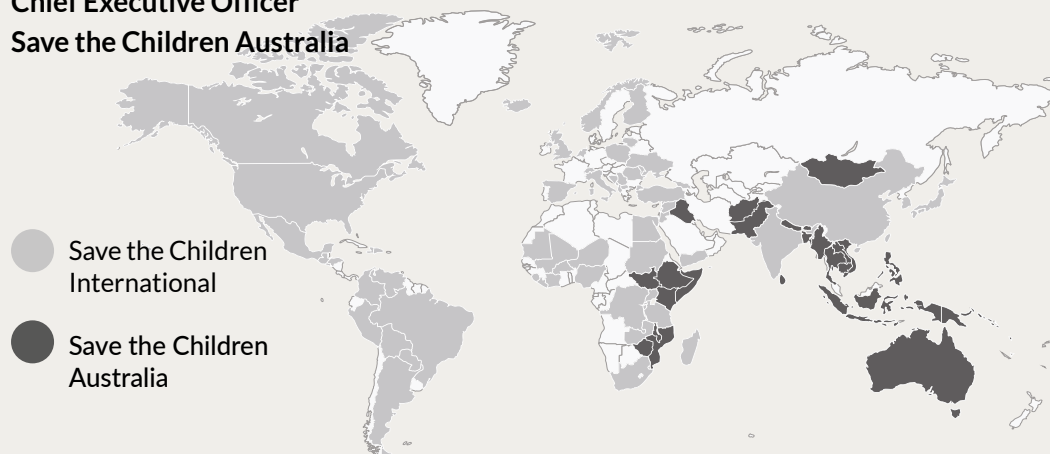 Chief Executive Officer
Save the Children Australia
Save the Children
International
Save the Children
Australia